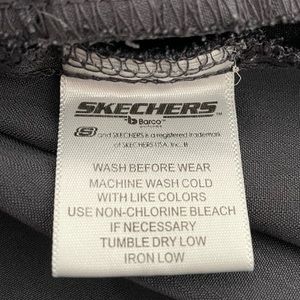 SKECHERS
by Barco
S and SKECHERS is a registered trademark
of SKECHERS USA, Inc. II
WASH BEFORE WEAR
MACHINE WASH COLD
WITH LIKE COLORS
USE NON-CHLORINE BLEACH
IF NECESSARY
TUMBLE DRY LOW
IRON LOW